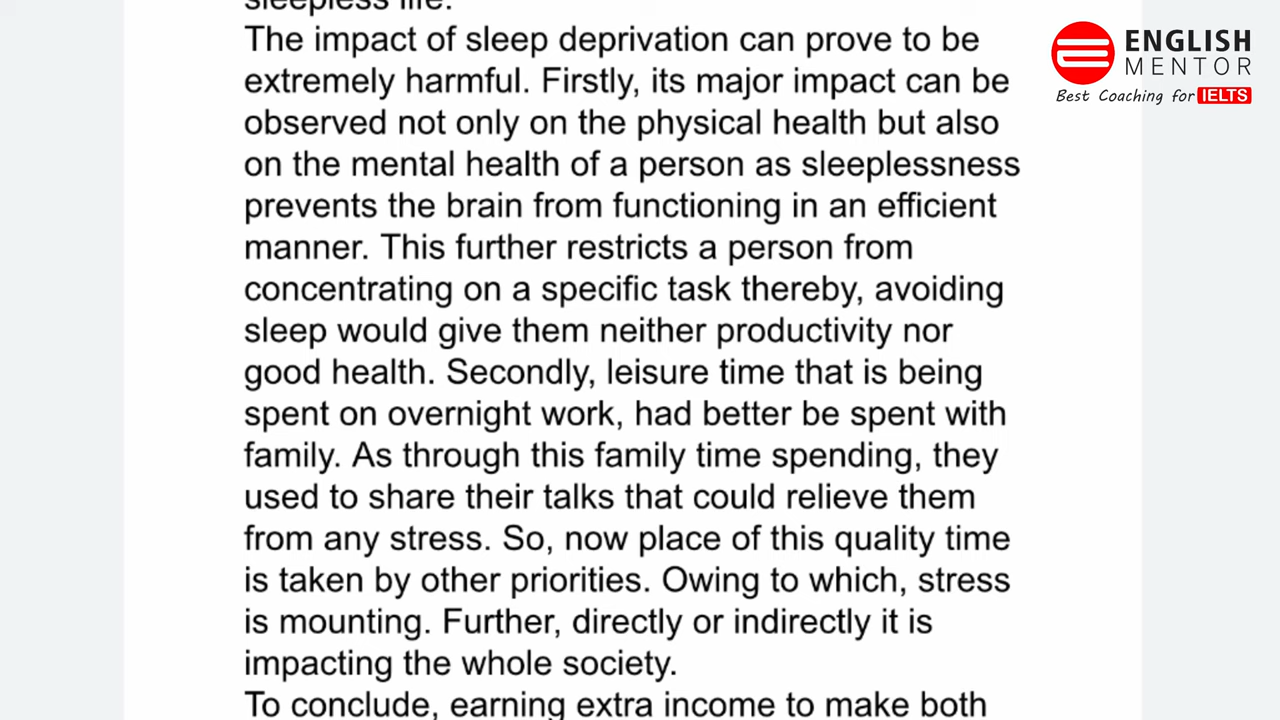 sleepless life.
The impact of sleep deprivation can prove to be
extremely harmful. Firstly, its major impact can be
observed not only on the physical health but also
on the mental health of a person as sleeplessness
prevents the brain from functioning in an efficient
manner. This further restricts a person from
concentrating on a specific task thereby, avoiding
sleep would give them neither productivity nor
good health. Secondly, leisure time that is being
spent on overnight work, had better be spent with
family. As through this family time spending, they
used to share their talks that could relieve them
from any stress. So, now place of this quality time
is taken by other priorities. Owing to which, stress
is mounting. Further, directly or indirectly it is
impacting the whole society.
To conclude, earning extra income to make both
ENGLISH
MENTOR
Best Coaching for IELTS